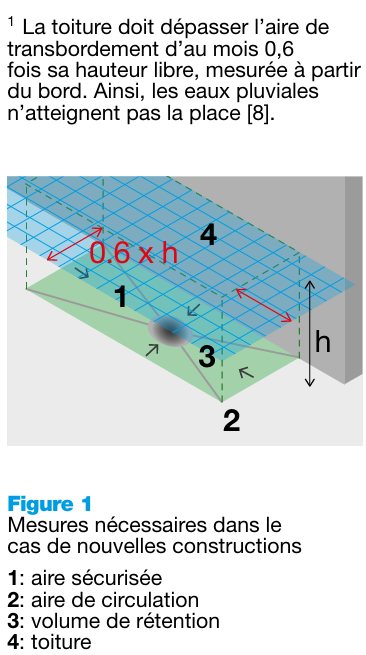 1 La toiture doit dépasser l’aire de
transbordement d’au mois 0,6
fois sa hauteur libre, mesurée à partir
du bord. Ainsi, les eaux pluviales
n’atteignent pas la place [8].
4
0.6 x h
1
h
3
2
Figure 1
Mesures nécessaires dans le
cas de nouvelles constructions
1: aire sécurisée
2: aire de circulation
3: volume de rétention
4: toiture